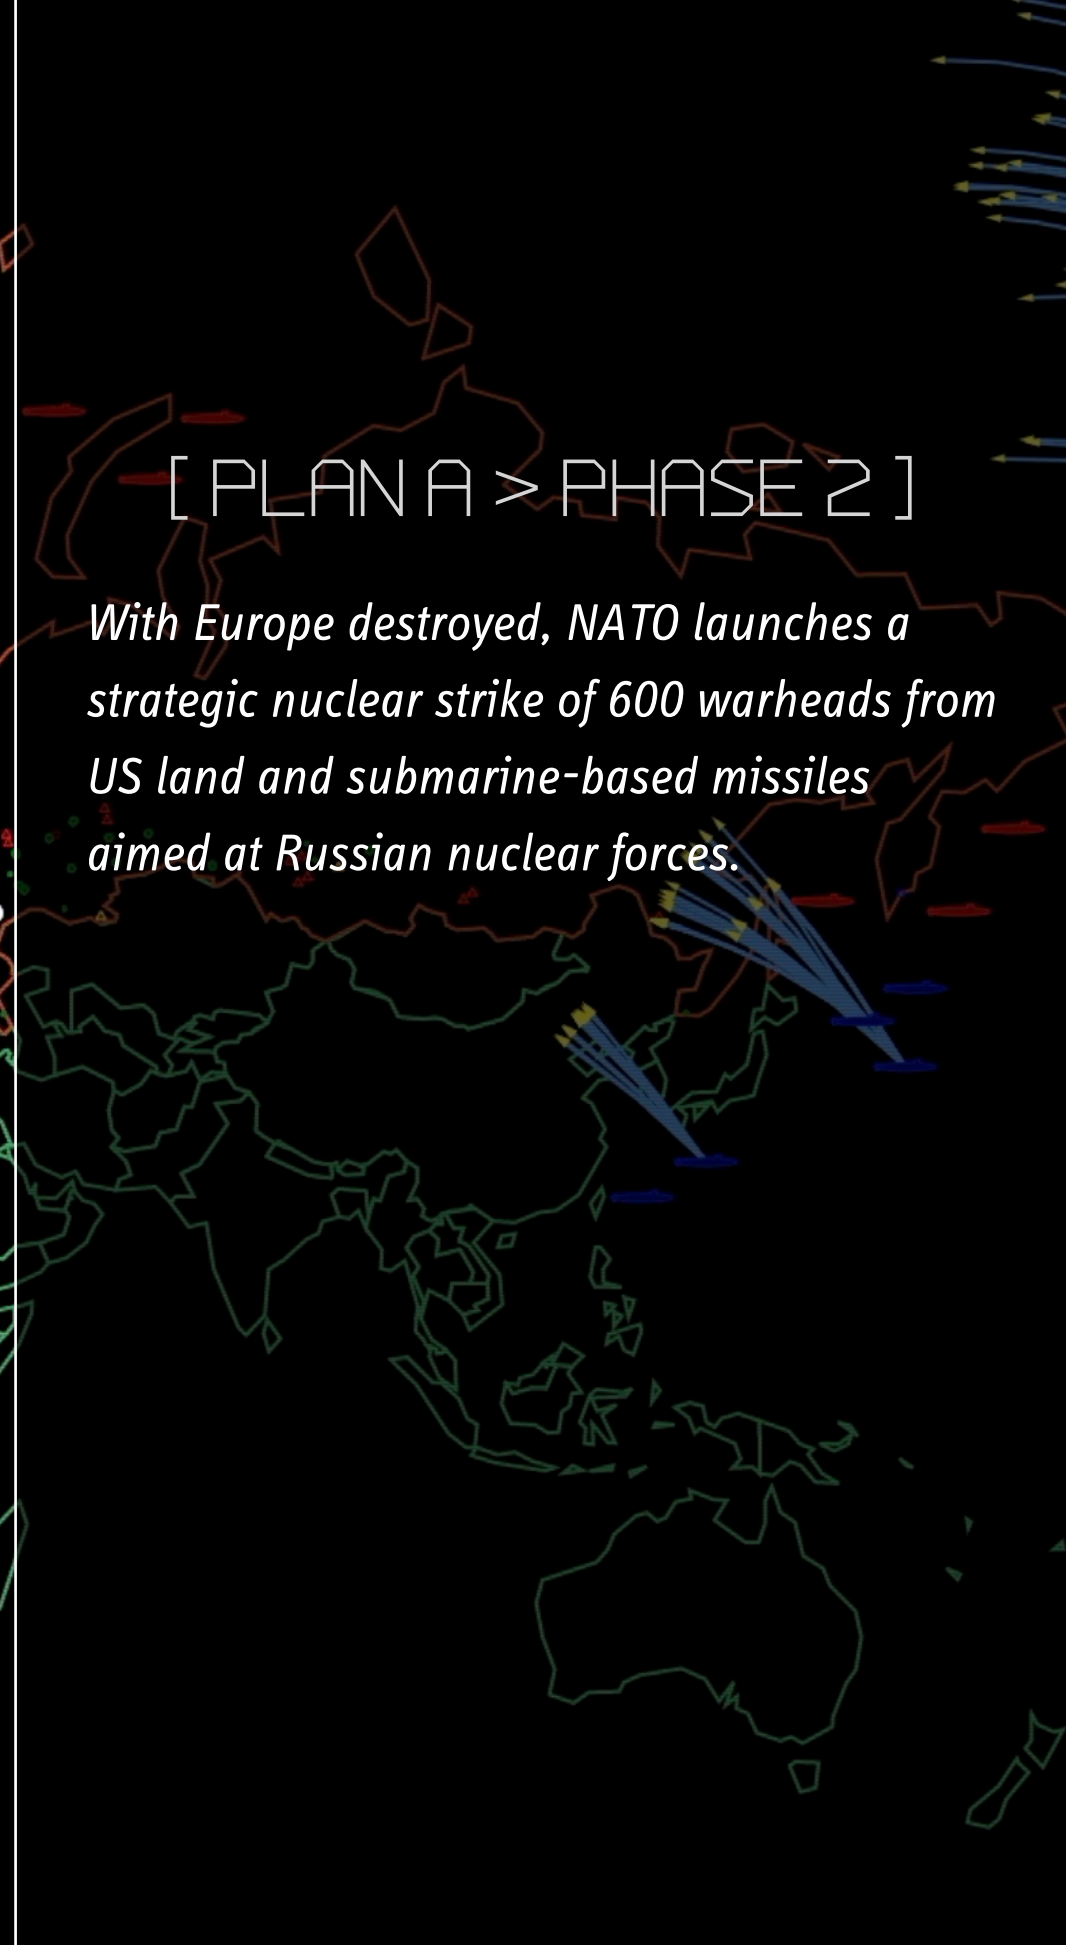 [ PLAN A > PHASE 2 ]
With Europe destroyed, NATO launches a
strategic nuclear strike of 600 warheads from
US land and submarine-based missiles
aimed at Russian nuclear forces.